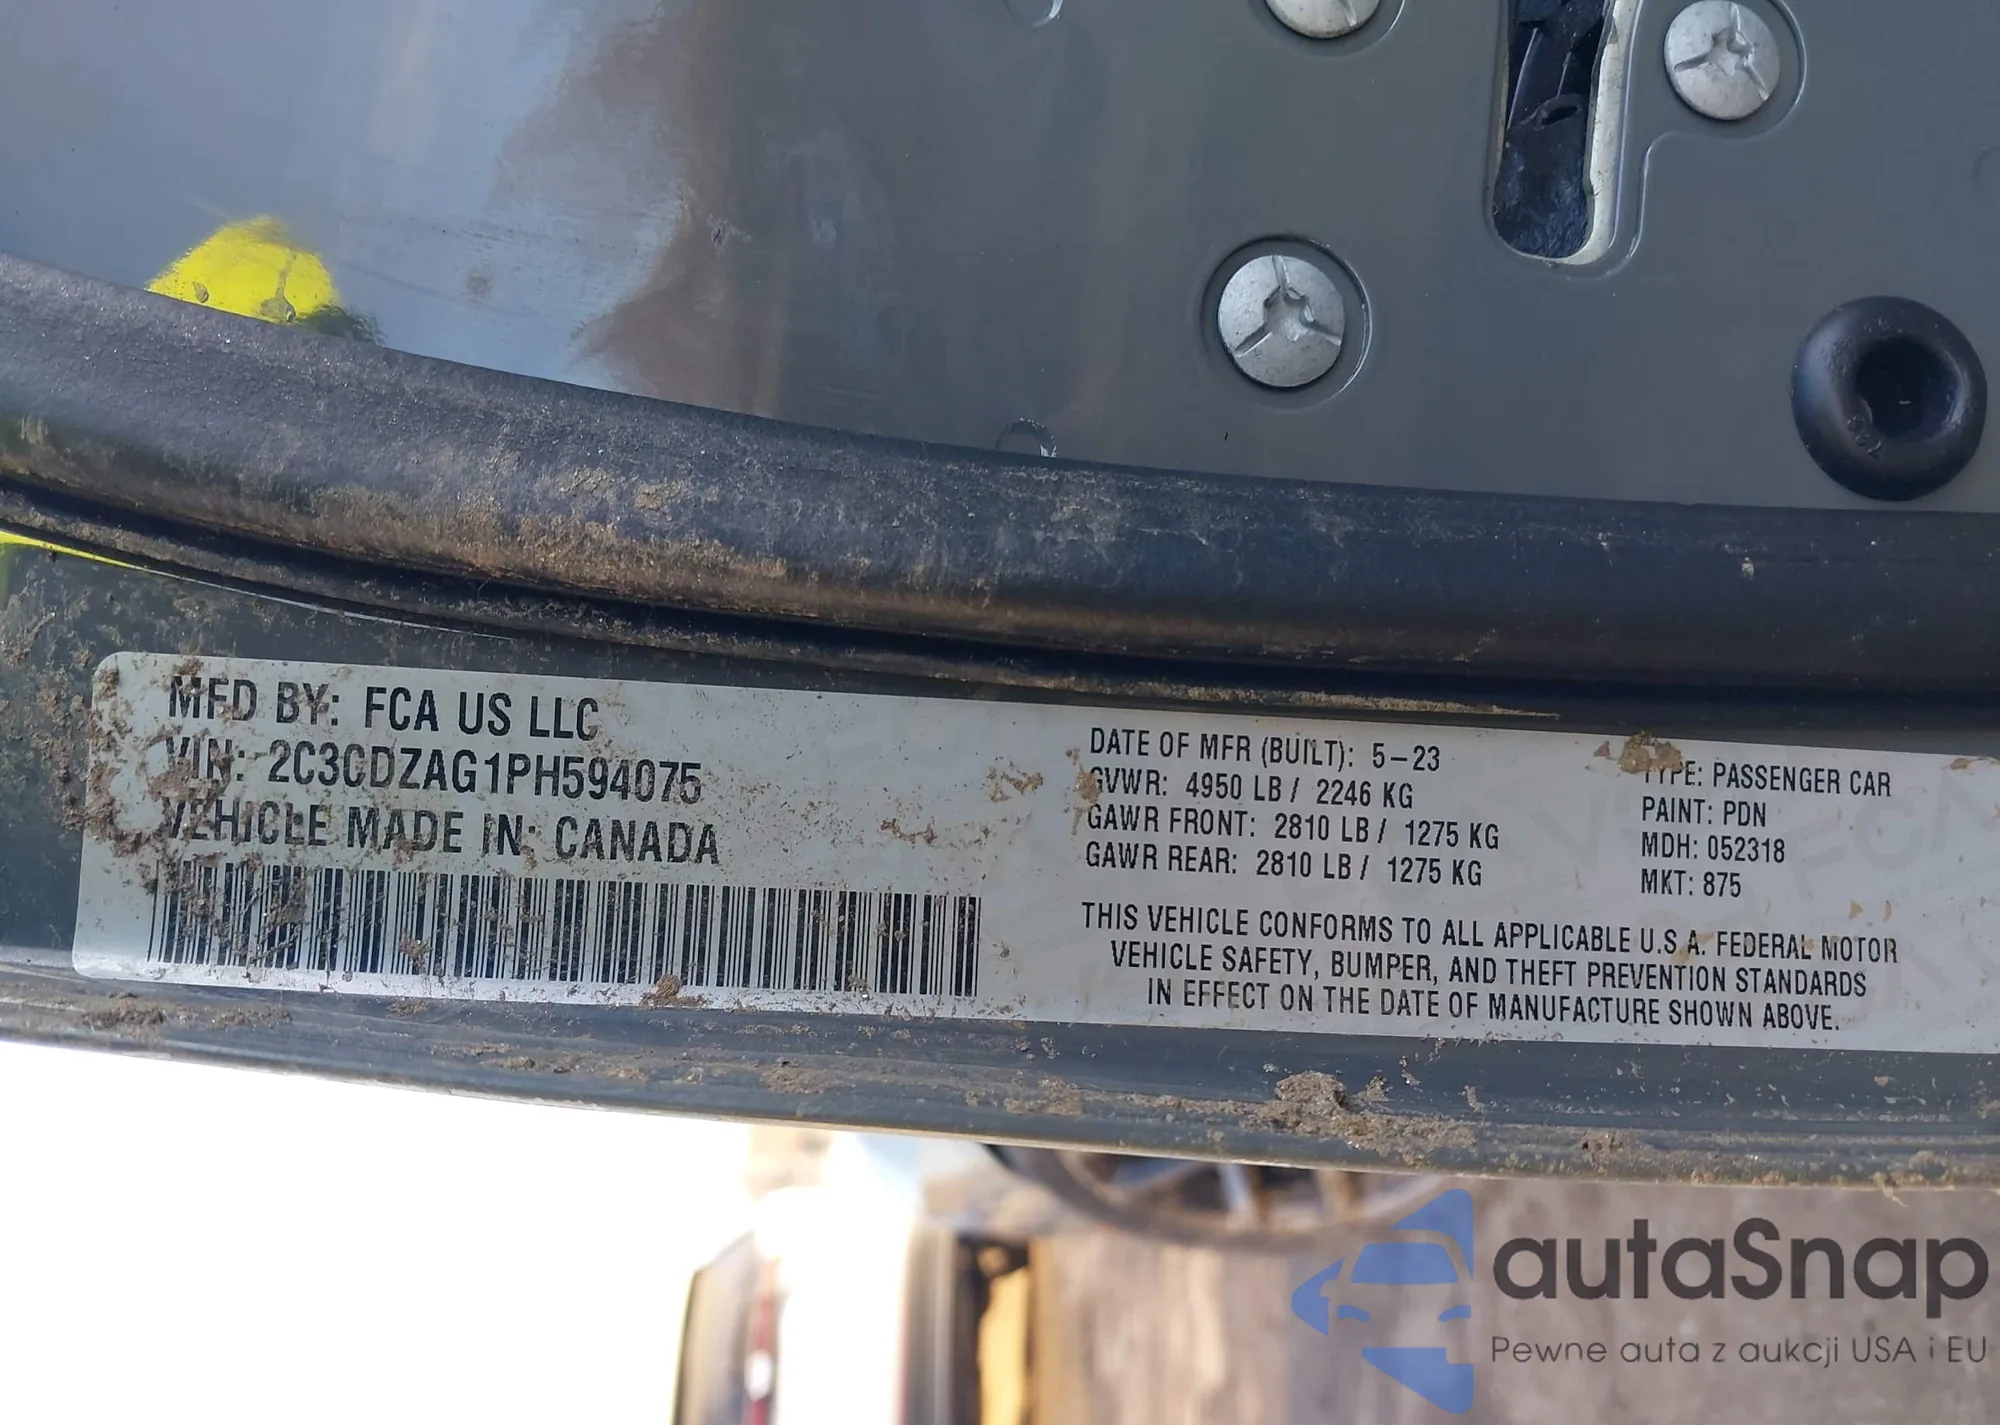 MFD BY: FCA US LLC
VIN: 2C3CDZAG1PH594075
VEHICLE MADE IN: CANADA
DATE OF MFR (BUILT): 5-23
GVWR: 4950 LB / 2246 KG
GAWR FRONT: 2810 LB / 1275 KG
GAWR REAR: 2810 LB / 1275 KG
TYPE: PASSENGER CAR
PAINT: PDN
MDH: 052318
MKT: 875
THIS VEHICLE CONFORMS TO ALL APPLICABLE U.S.A. FEDERAL MOTOR
VEHICLE SAFETY, BUMPER, AND THEFT PREVENTION STANDARDS
IN EFFECT ON THE DATE OF MANUFACTURE SHOWN ABOVE.
autaSnap
Pewne auta z aukcji USA i EU